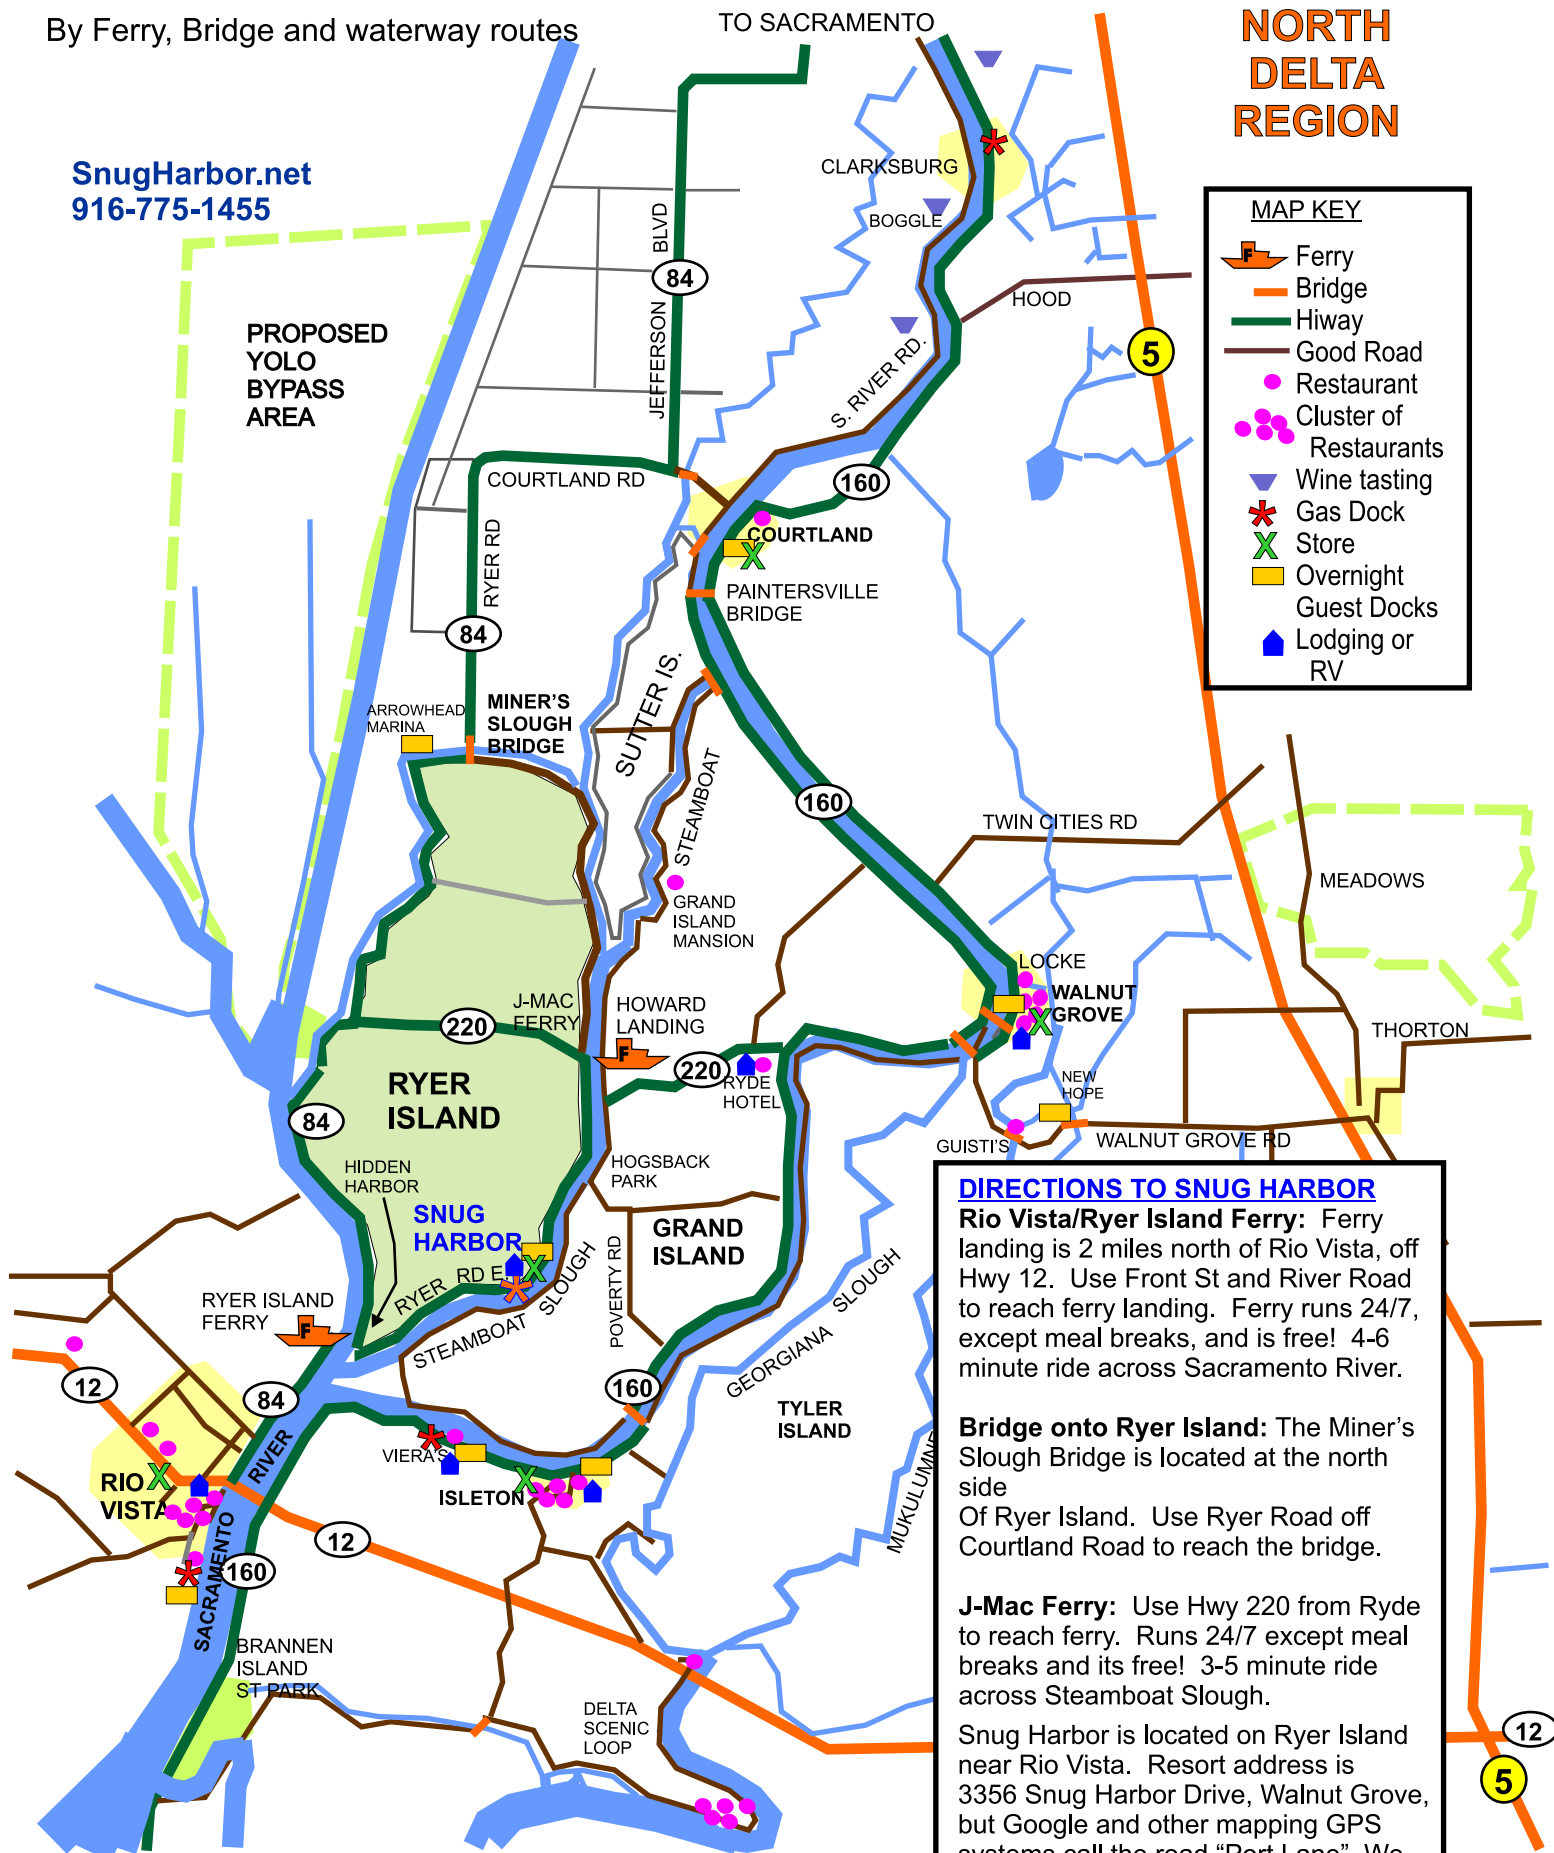 By Ferry, Bridge and waterway routes
TO SACRAMENTO
NORTH
DELTA
REGION
SnugHarbor.net
916-775-1455
CLARKSBURG
BOGGLE
HOOD
MAP KEY
F
Ferry
Bridge
Hiway
Good Road
Restaurant
Cluster of
Restaurants
Wine tasting
Gas Dock
Store
Overnight
Guest Docks
Lodging or
RV
BLVD
84
JEFFERSON
5
PROPOSED
YOLO
BYPASS
AREA
S. RIVER RD.
COURTLAND RD
160
COURTLAND
RYER RD
84
PAINTERSVILLE
BRIDGE
SUTTER IS.
ARROWHEAD
MARINA
MINER'S
SLOUGH
BRIDGE
STEAMBOAT
160
TWIN CITIES RD
MEADOWS
GRAND
ISLAND
MANSION
LOCKE
WALNUT
GROVE
J-MAC
FERRY
HOWARD
LANDING
F
220
220
RYDE
HOTEL
THORTON
NEW
HOPE
RYER
ISLAND
84
GUISTI'S
WALNUT GROVE RD
HOGSBACK
PARK
HIDDEN
HARBOR
SNUG
HARBOR
GRAND
ISLAND
RYER RD E.
STEAMBOAT SLOUGH
POVERTY RD
GEORGIANA SLOUGH
RYER ISLAND
FERRY
F
12
84
160
TYLER
ISLAND
VIERA'S
ISLETON
RIO
VISTA
MUKULUMNE
SACRAMENTO RIVER
12
160
BRANNEN
ISLAND
ST PARK
DELTA
SCENIC
LOOP
DIRECTIONS TO SNUG HARBOR
Rio Vista/Ryer Island Ferry: Ferry
landing is 2 miles north of Rio Vista, off
Hwy 12. Use Front St and River Road
to reach ferry landing. Ferry runs 24/7,
except meal breaks, and is free! 4-6
minute ride across Sacramento River.
Bridge onto Ryer Island: The Miner's
Slough Bridge is located at the north
side
Of Ryer Island. Use Ryer Road off
Courtland Road to reach the bridge.
J-Mac Ferry: Use Hwy 220 from Ryde
to reach ferry. Runs 24/7 except meal
breaks and its free! 3-5 minute ride
across Steamboat Slough.
Snug Harbor is located on Ryer Island
near Rio Vista. Resort address is
3356 Snug Harbor Drive, Walnut Grove,
but Google and other mapping GPS
systems call the road "Port Lane". We
12
5